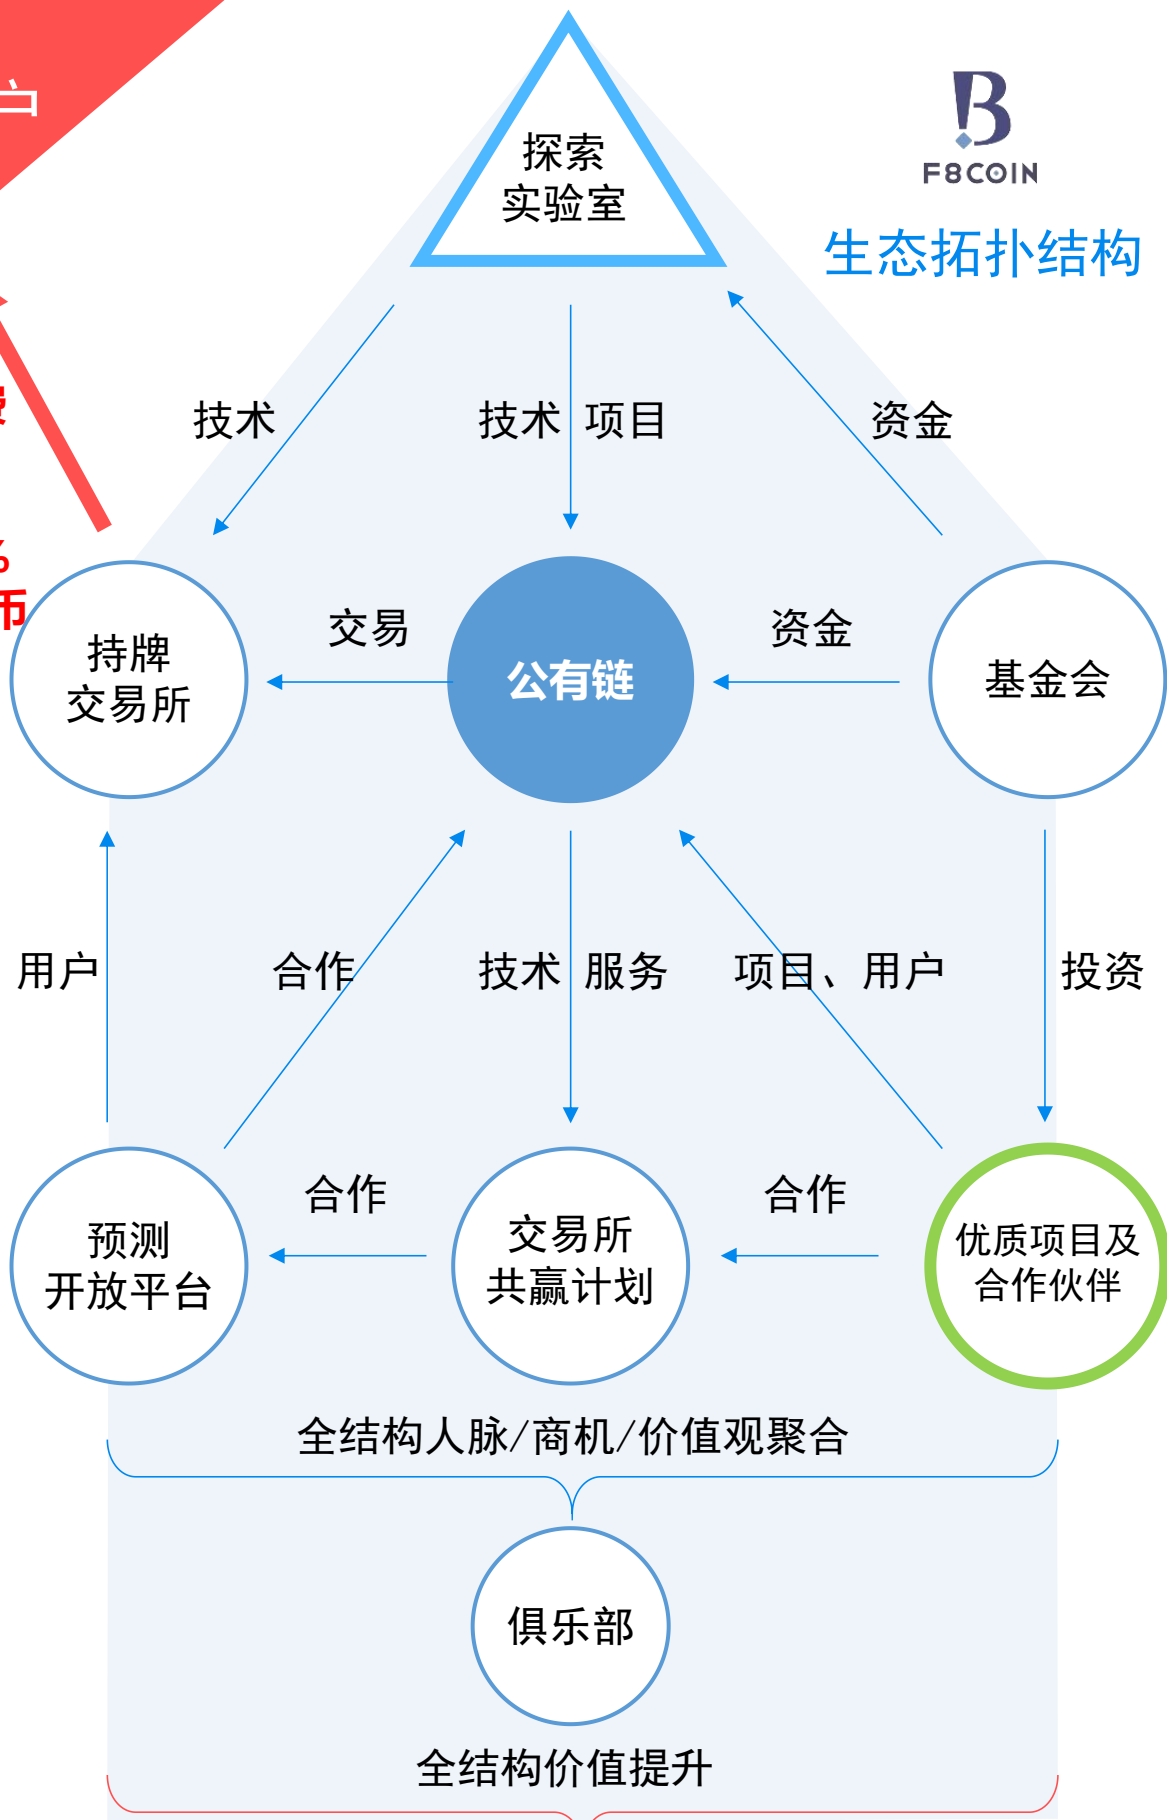 户
F8COIN
生态拓扑结构
探索
实验室
技术
技术 项目
资金
%
币
持牌
交易所
交易
公有链
资金
基金会
用户
合作
技术 服务
项目、用户
投资
预测
开放平台
合作
交易所
共赢计划
合作
优质项目及
合作伙伴
全结构人脉/商机/价值观聚合
俱乐部
全结构价值提升